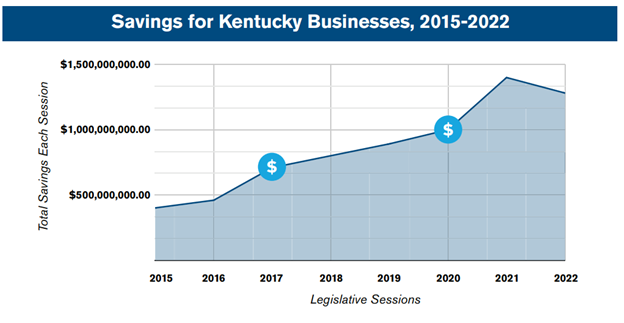 Savings for Kentucky Businesses, 2015-2022
$1,500,000,000.00
$1,000,000,000.00
$500,000,000.00
Total Savings Each Session
$
$
2015 2016 2017 2018 2019 2020 2021 2022
Legislative Sessions